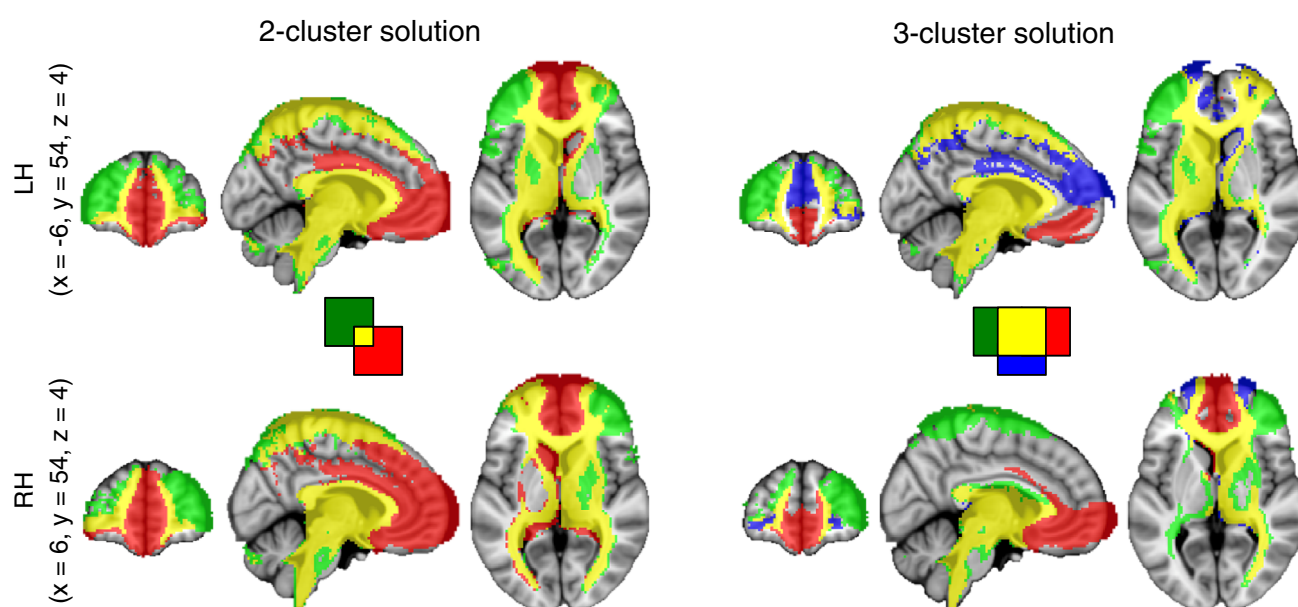 2-cluster solution
3-cluster solution
LH
(x = -6, y = 54, z = 4)
RH
(x = 6, y = 54, z = 4)